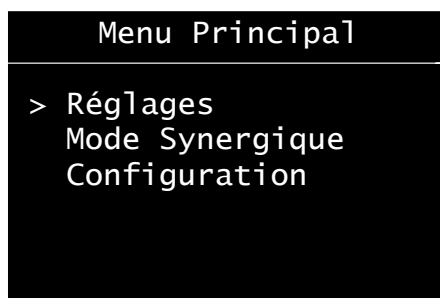 Menu Principal
> Réglages
Mode Synergique
Configuration